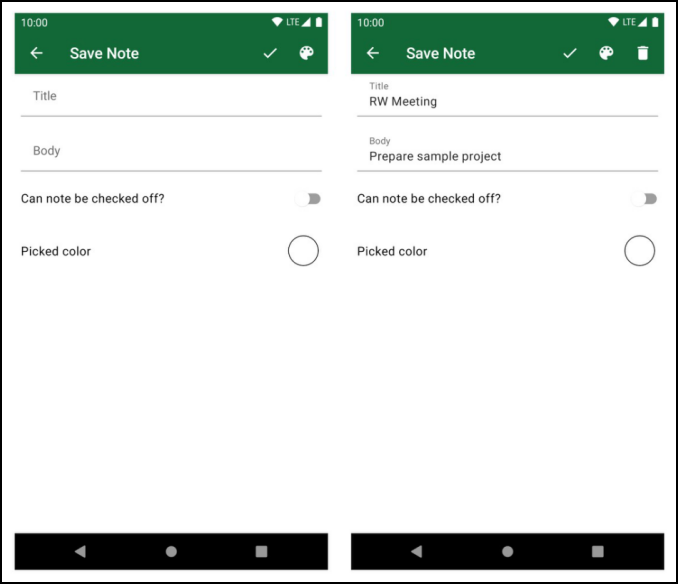 10:00 LTE
Save Note
Title
Body
Can note be checked off?
Picked color
10:00 LTE
Save Note
Title
RW Meeting
Body
Prepare sample project
Can note be checked off?
Picked color